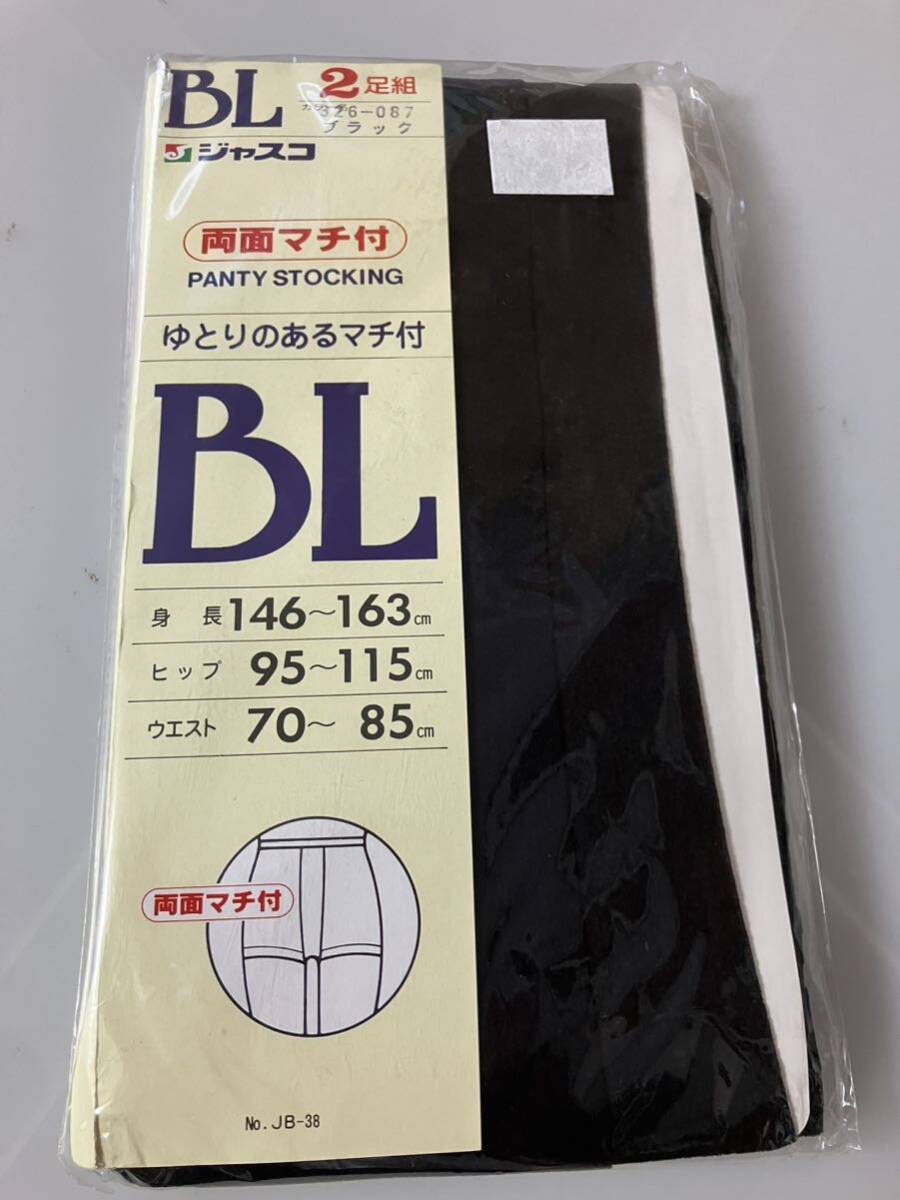 BL 2足組
326-087
ブラック
ジャスコ
両面マチ付
PANTY STOCKING
ゆとりのあるマチ付
BL
身長 146〜163cm
ヒップ 95〜115cm
ウエスト 70〜85cm
両面マチ付
No. JB-38